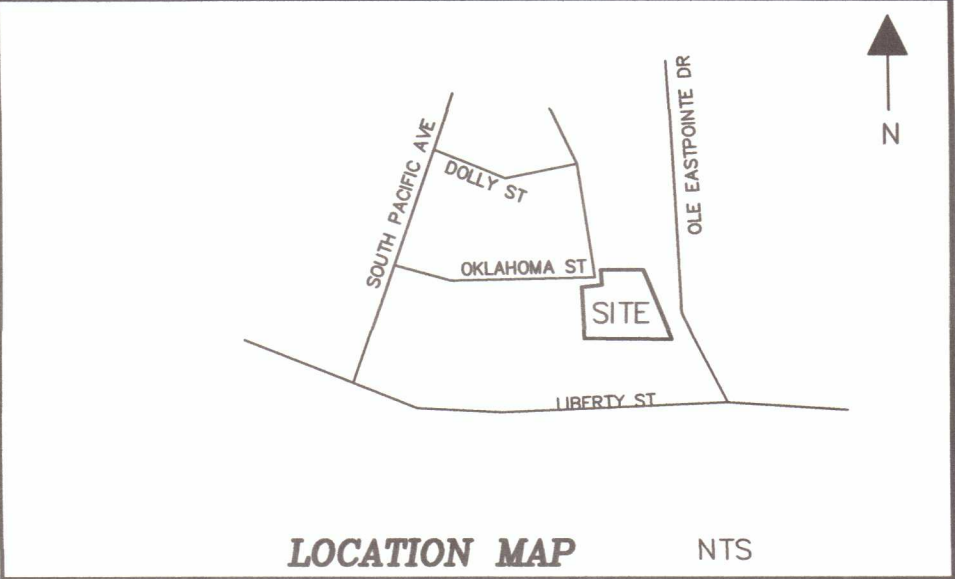 N
SOUTH PACIFIC AVE
DOLLY ST
OLE EASTPOINTE DR
OKLAHOMA ST
SITE
LIBERTY ST
LOCATION MAP
NTS